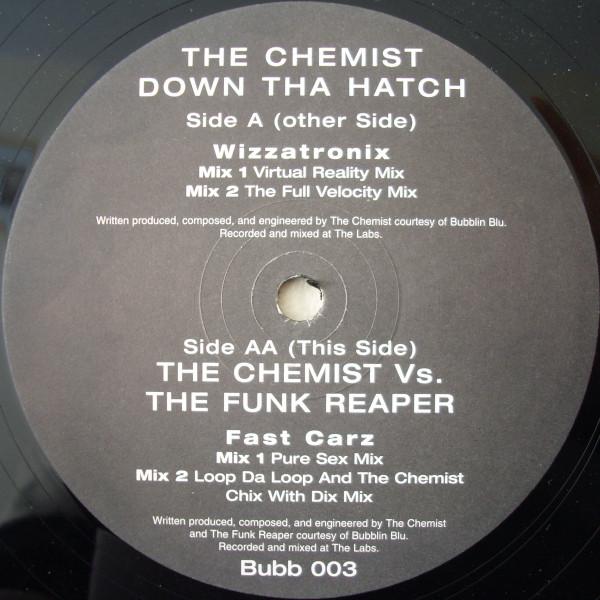 THE CHEMIST
DOWN THA HATCH
Side A (other Side)
Wizzatronix
Mix 1 Virtual Reality Mix
Mix 2 The Full Velocity Mix
Written produced, composed, and engineered by The Chemist courtesy of Bubblin Blu.
Recorded and mixed at The Labs.
Side AA (This Side)
THE CHEMIST Vs.
THE FUNK REAPER
Fast Carz
Mix 1 Pure Sex Mix
Mix 2 Loop Da Loop And The Chemist
Chix With Dix Mix
Written produced, composed, and engineered by The Chemist
and The Funk Reaper courtesy of Bubblin Blu.
Recorded and mixed at The Labs.
Bubb 003